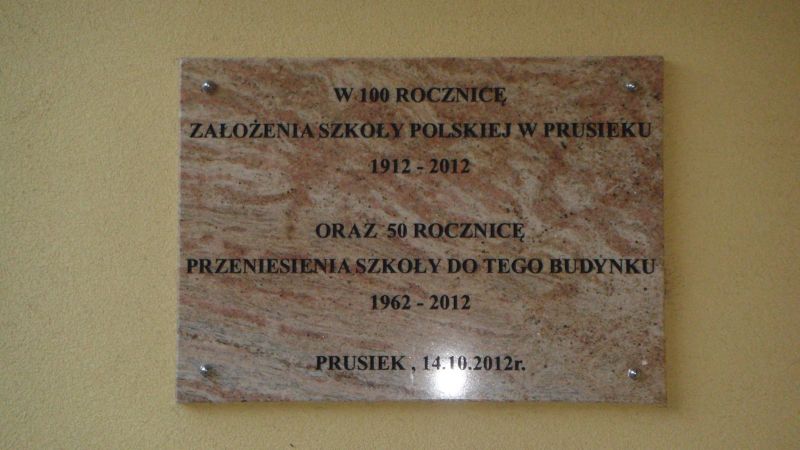 W 100 ROCZNICĘ
ZAŁOŻENIA SZKOŁY POLSKIEJ W PRUSIEKU
1912 - 2012
ORAZ 50 ROCZNICĘ
PRZENIESIENIA SZKOŁY DO TEGO BUDYNKU
1962 - 2012
PRUSIEK , 14.10.2012r.